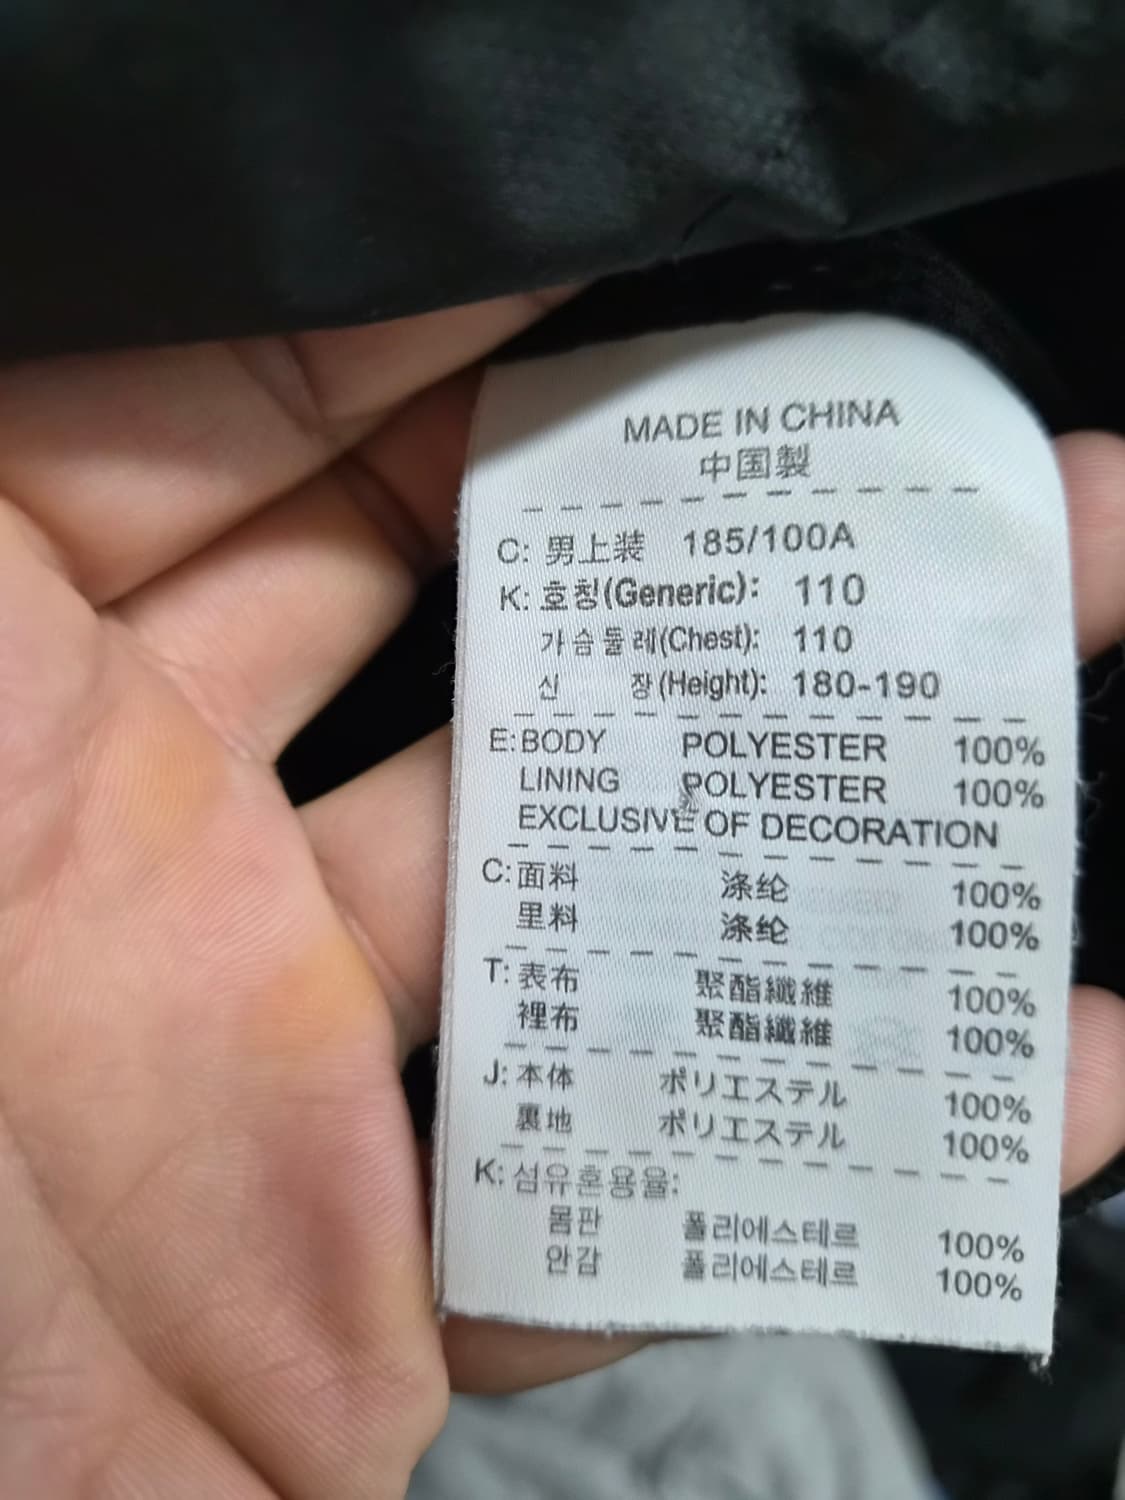 MADE IN CHINA
中国製
C: 男上装 185/100A
K: 호칭(Generic): 110
가슴둘레(Chest): 110
신 장(Height): 180-190
E: BODY POLYESTER 100%
LINING POLYESTER 100%
EXCLUSIVE OF DECORATION
C: 面料 涤纶 100%
里料 涤纶 100%
T: 表布 聚酯纖維 100%
裡布 聚酯纖維 100%
J: 本体 ポリエステル 100%
裏地 ポリエステル 100%
K: 섬유혼용율:
몸판 폴리에스테르 100%
안감 폴리에스테르 100%